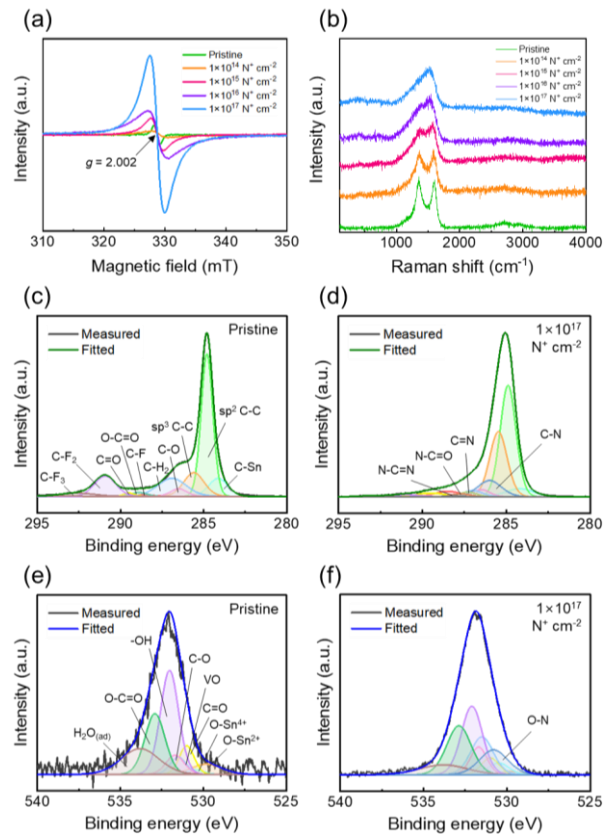 (a)
Intensity (a.u.)
Pristine
1×10¹⁴ N⁺ cm⁻²
1×10¹⁵ N⁺ cm⁻²
1×10¹⁶ N⁺ cm⁻²
1×10¹⁷ N⁺ cm⁻²
g = 2.002
310 320 330 340 350
Magnetic field (mT)
(b)
Intensity (a.u.)
Pristine
1×10¹⁴ N⁺ cm⁻²
1×10¹⁵ N⁺ cm⁻²
1×10¹⁶ N⁺ cm⁻²
1×10¹⁷ N⁺ cm⁻²
1000 2000 3000 4000
Raman shift (cm⁻¹)
(c)
Intensity (a.u.)
Measured
Fitted
Pristine
sp³ C-C
sp² C-C
O-C=O
C-O
C-F
C-F₂
C=O
C-H₂
C-Sn
C-F₃
295 290 285 280
Binding energy (eV)
(d)
Intensity (a.u.)
Measured
Fitted
1×10¹⁷
N⁺ cm⁻²
C=N
C-N
N-C=O
N-C=N
295 290 285 280
Binding energy (eV)
(e)
Intensity (a.u.)
Measured
Fitted
Pristine
-OH
C-O
VO
O-C=O
C=O
O-Sn⁴⁺
H₂O₍ad₎
O-Sn²⁺
540 535 530 525
Binding energy (eV)
(f)
Intensity (a.u.)
Measured
Fitted
1×10¹⁷
N⁺ cm⁻²
O-N
540 535 530 525
Binding energy (eV)